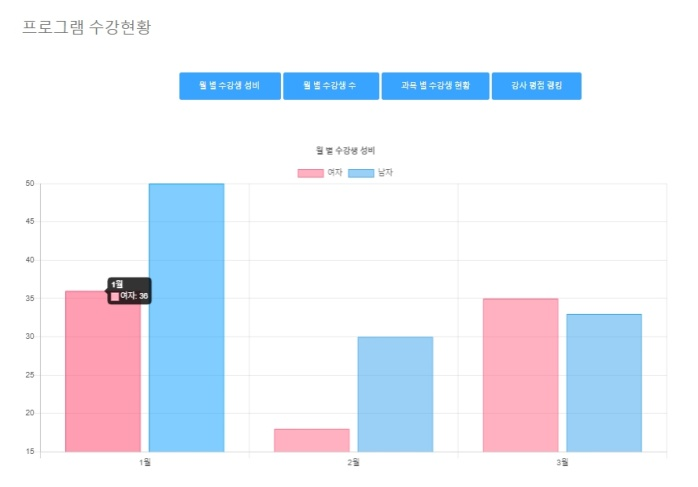 프로그램 수강현황
월 별 수강생 성비 월 별 수강생 수 과목 별 수강생 현황 강사 평점 랭킹
월 별 수강생 성비
여자 남자
50
45
40
1월
여자: 36
35
30
25
20
15
1월 2월 3월